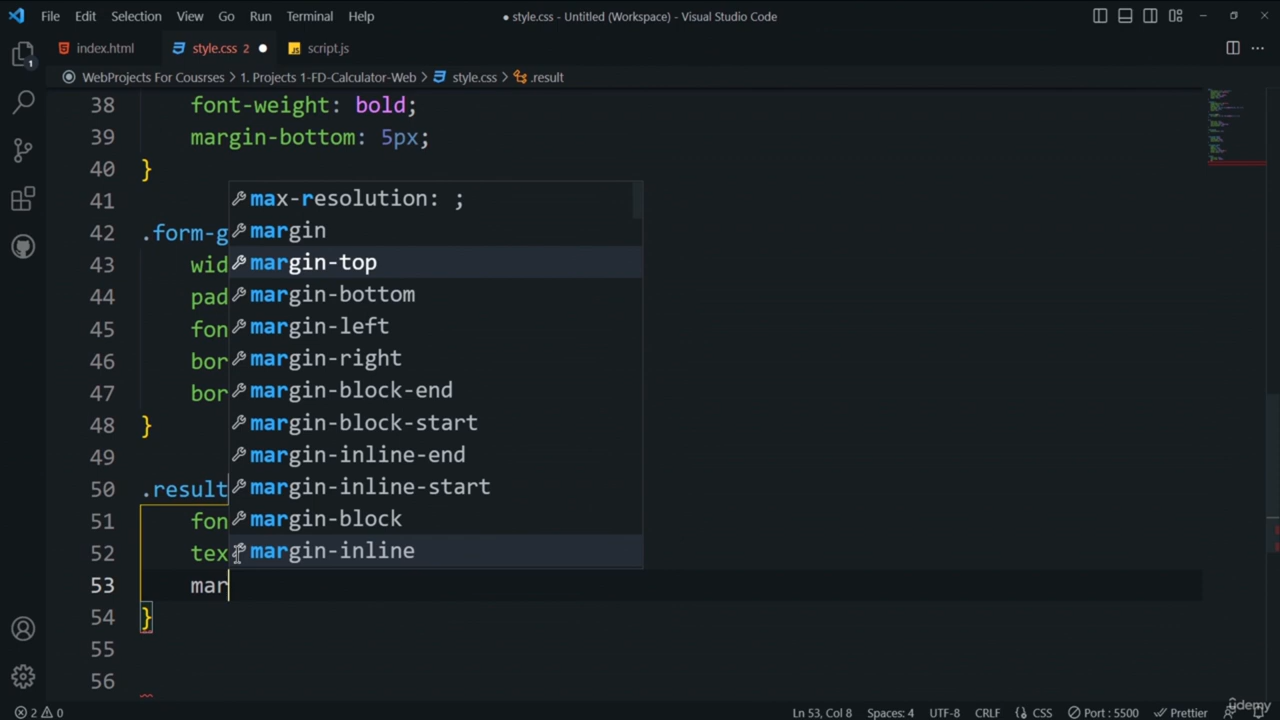 File Edit Selection View Go Run Terminal Help ● style.css - Untitled (Workspace) - Visual Studio Code
index.html style.css 2 ● script.js
WebProjects For Cousrses > 1. Projects 1-FD-Calculator-Web > style.css > .result
38 font-weight: bold;
39 margin-bottom: 5px;
40 }
41 max-resolution: ;
margin
42 .form-g
margin-top
43 wid
44 pad margin-bottom
45 fon margin-left
46 bor margin-right
47 bor margin-block-end
48 } margin-block-start
49 margin-inline-end
50 .result margin-inline-start
51 fon margin-block
52 tex margin-inline
53 mar
54 }
55
56
1
2 0 Ln 53, Col 8 Spaces: 4 UTF-8 CRLF {} CSS Port : 5500 Prettier
udemy